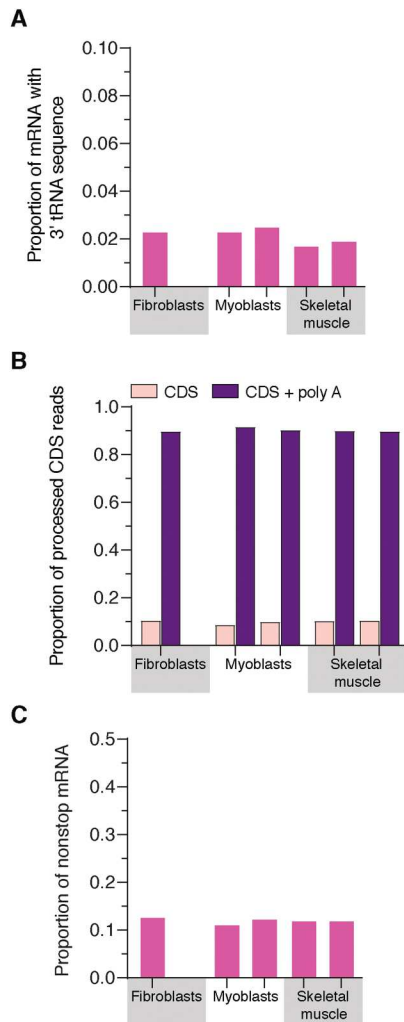 A
Proportion of mRNA with
3' tRNA sequence
0.10
0.08
0.06
0.04
0.02
0.00
Fibroblasts
Myoblasts
Skeletal
muscle
B
CDS
CDS + poly A
Proportion of processed CDS reads
1.0
0.8
0.6
0.4
0.2
0.0
Fibroblasts
Myoblasts
Skeletal
muscle
C
Proportion of nonstop mRNA
0.5
0.4
0.3
0.2
0.1
0.0
Fibroblasts
Myoblasts
Skeletal
muscle